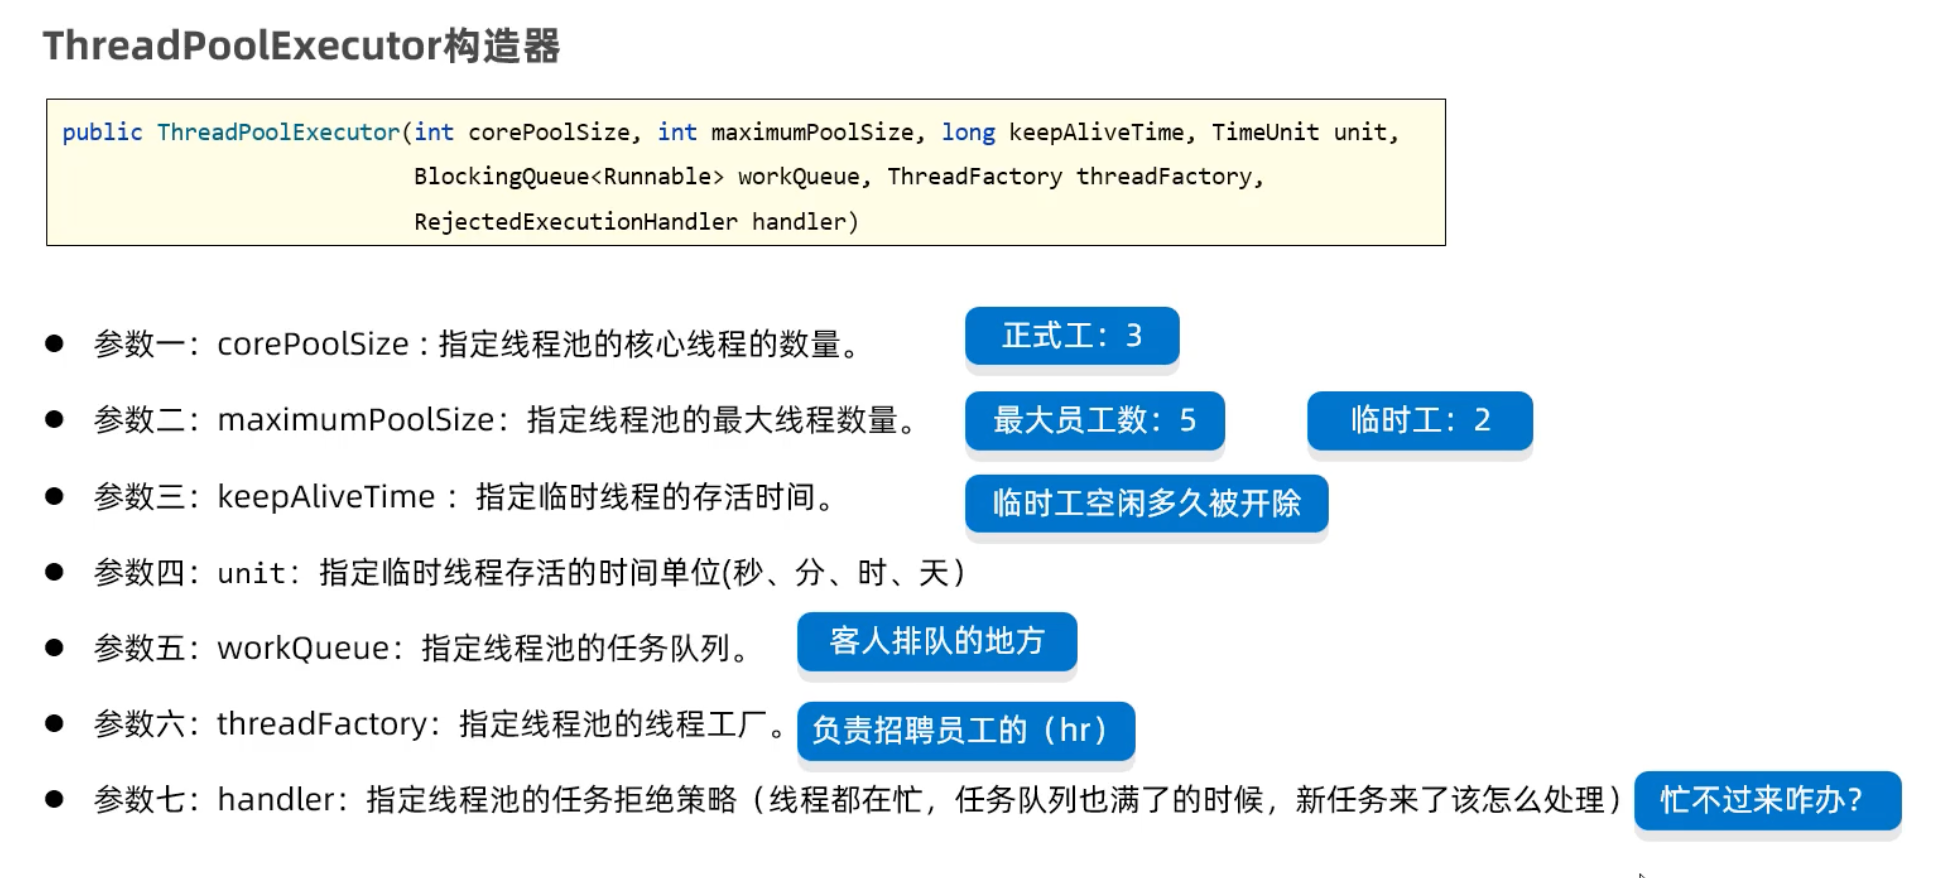 ThreadPoolExecutor构造器
public ThreadPoolExecutor(int corePoolSize, int maximumPoolSize, long keepAliveTime, TimeUnit unit,
BlockingQueue<Runnable> workQueue, ThreadFactory threadFactory,
RejectedExecutionHandler handler)
● 参数一：corePoolSize : 指定线程池的核心线程的数量。 正式工：3
● 参数二：maximumPoolSize：指定线程池的最大线程数量。 最大员工数：5 临时工：2
● 参数三：keepAliveTime ：指定临时线程的存活时间。 临时工空闲多久被开除
● 参数四：unit：指定临时线程存活的时间单位(秒、分、时、天）
● 参数五：workQueue：指定线程池的任务队列。 客人排队的地方
● 参数六：threadFactory：指定线程池的线程工厂。 负责招聘员工的（hr）
● 参数七：handler：指定线程池的任务拒绝策略（线程都在忙，任务队列也满了的时候，新任务来了该怎么处理） 忙不过来咋办？